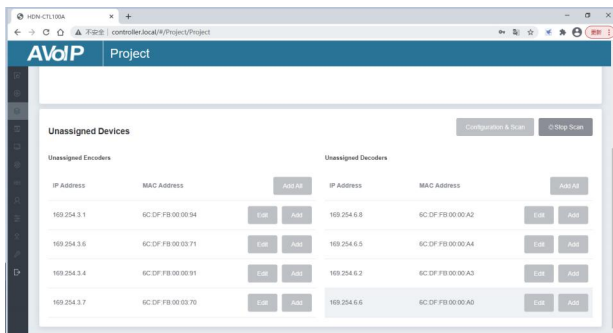 HDN-CTL100A
不安全 | controller.local/#/Project/Project
更新
AVoIP Project
Unassigned Devices
Configuration & Scan
Stop Scan
Unassigned Encoders
Unassigned Decoders
IP Address MAC Address Add All IP Address MAC Address Add All
169.254.3.1 6C:DF:FB:00:00:94 Edit Add 169.254.6.8 6C:DF:FB:00:00:A2 Edit Add
169.254.3.6 6C:DF:FB:00:03:71 Edit Add 169.254.6.5 6C:DF:FB:00:00:A4 Edit Add
169.254.3.4 6C:DF:FB:00:00:91 Edit Add 169.254.6.2 6C:DF:FB:00:00:A3 Edit Add
169.254.3.7 6C:DF:FB:00:03:70 Edit Add 169.254.6.6 6C:DF:FB:00:00:A0 Edit Add